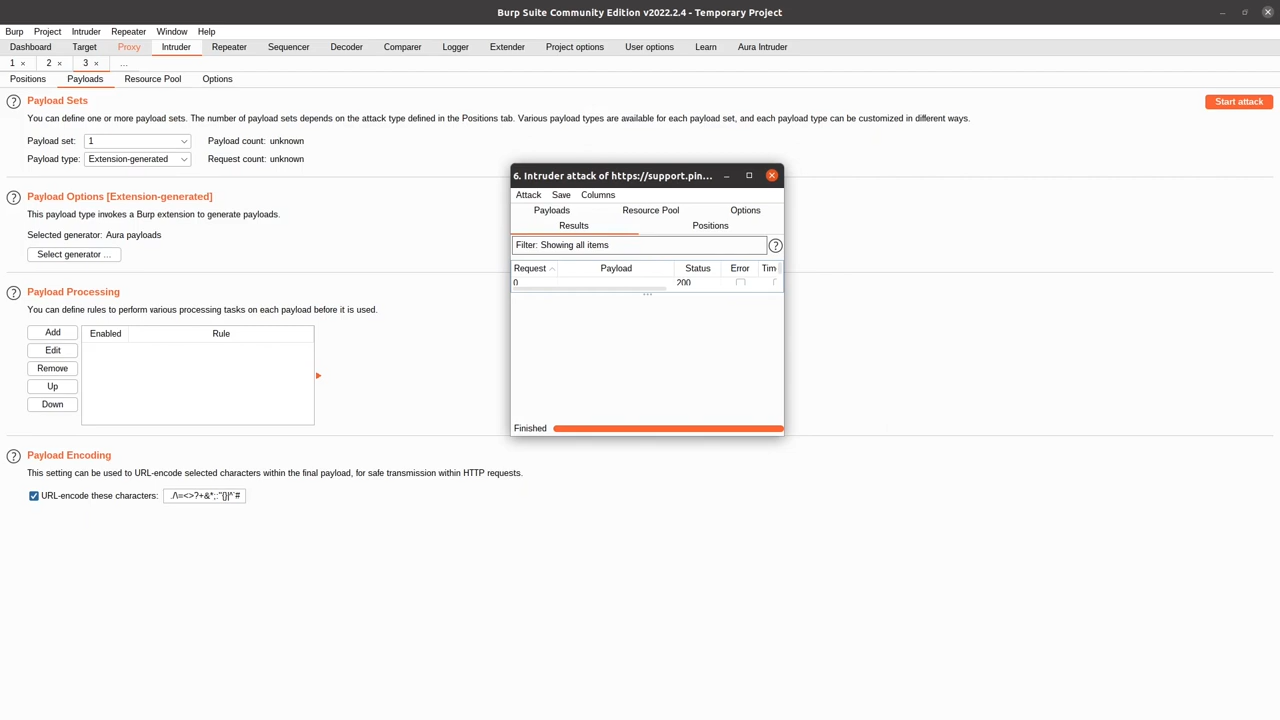 Burp Suite Community Edition v2022.2.4 - Temporary Project
Burp Project Intruder Repeater Window Help
Dashboard Target Proxy Intruder Repeater Sequencer Decoder Comparer Logger Extender Project options User options Learn Aura Intruder
1 × 2 × 3 × ...
Positions Payloads Resource Pool Options
? Payload Sets Start attack
You can define one or more payload sets. The number of payload sets depends on the attack type defined in the Positions tab. Various payload types are available for each payload set, and each payload type can be customized in different ways.
Payload set: 1 Payload count: unknown
Payload type: Extension-generated Request count: unknown
? Payload Options [Extension-generated]
This payload type invokes a Burp extension to generate payloads.
Selected generator: Aura payloads
Select generator ...
? Payload Processing
You can define rules to perform various processing tasks on each payload before it is used.
Add Enabled Rule
Edit
Remove
Up
Down
? Payload Encoding
This setting can be used to URL-encode selected characters within the final payload, for safe transmission within HTTP requests.
URL-encode these characters:
6. Intruder attack of https://support.pin...
Attack Save Columns
Payloads Resource Pool Options
Results Positions
Filter: Showing all items ?
Request Payload Status Error Tim
0 200
Finished